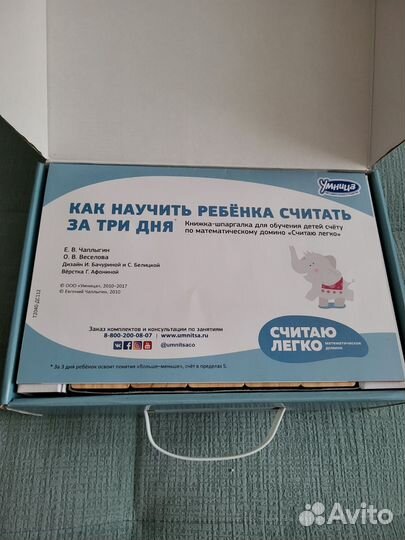 Умница
КАК НАУЧИТЬ РЕБЁНКА СЧИТАТЬ
ЗА ТРИ ДНЯ*
Книжка-шпаргалка для обучения детей счёту
по математическому домино «Считаю легко»
Е. В. Чаплыгин
О. В. Веселова
Дизайн И. Бачуриной и С. Белицкой
Вёрстка Г. Афониной
© ООО «Умница», 2010–2017
© Евгений Чаплыгин, 2010
Заказ комплектов и консультации по занятиям
8-800-200-08-07 | www.umnitsa.ru
@umnitsaco
СЧИТАЮ
ЛЕГКО
математическое
домино
* За 3 дня ребёнок освоит понятия «больше-меньше», счёт в пределах 5.
Avito